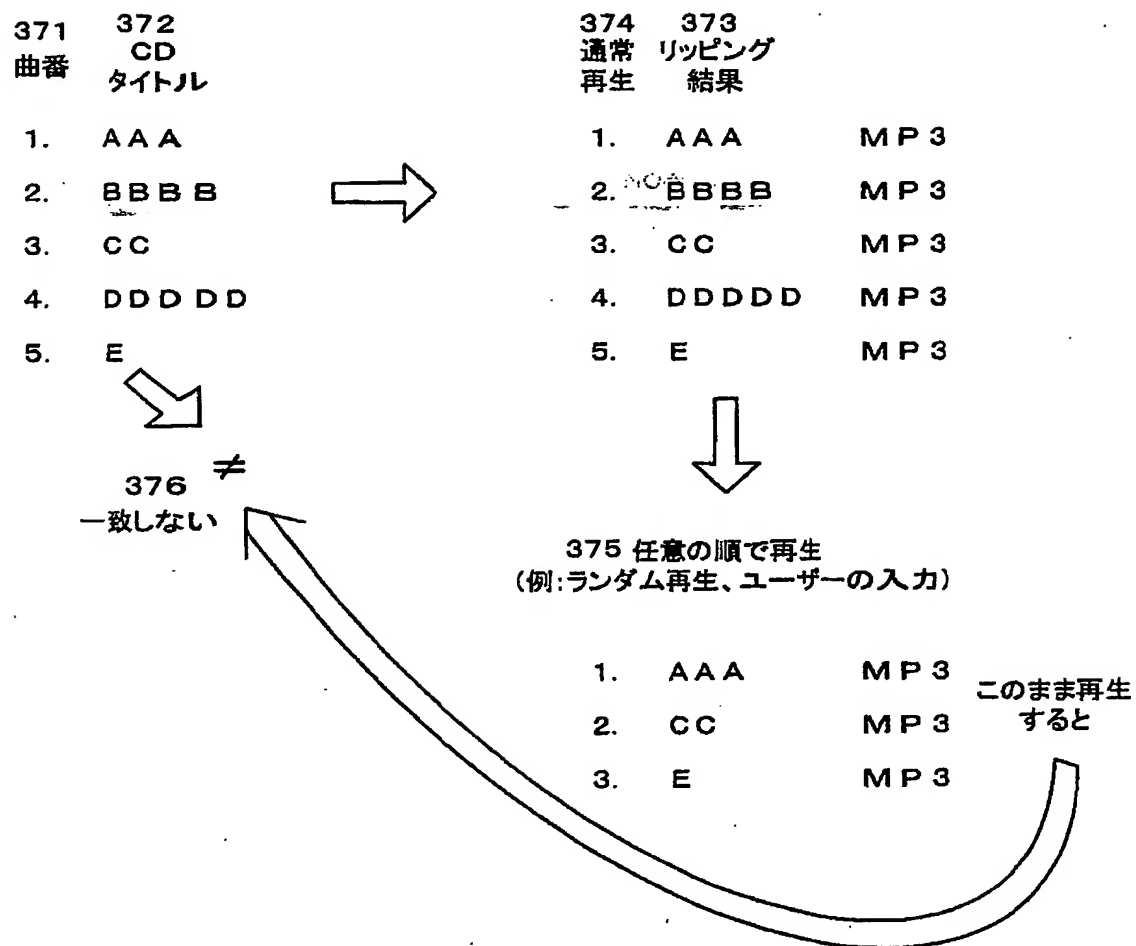 371 372 374 373
曲番 CD タイトル 通常再生 リッピング結果
1. AAA 1. AAA MP3
2. BBBB 2. BBBB MP3
3. CC 3. CC MP3
4. DDDDD 4. DDDDD MP3
5. E 5. E MP3
≠
376
一致しない
375 任意の順で再生
(例:ランダム再生、ユーザーの入力)
1. AAA MP3
2. CC MP3
3. E MP3
このまま再生
すると